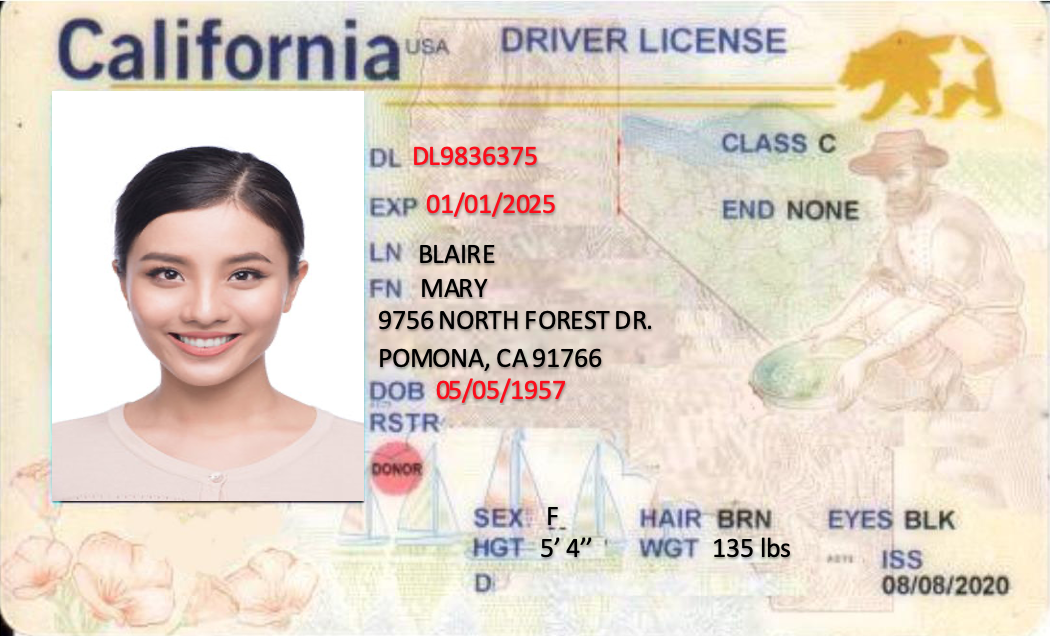 California USA DRIVER LICENSE
DL DL9836375
CLASS C
EXP 01/01/2025
END NONE
LN BLAIRE
FN MARY
9756 NORTH FOREST DR.
POMONA, CA 91766
DOB 05/05/1957
RSTR
DONOR
SEX F
HAIR BRN
EYES BLK
HGT 5’ 4”
WGT 135 lbs
ISS
08/08/2020